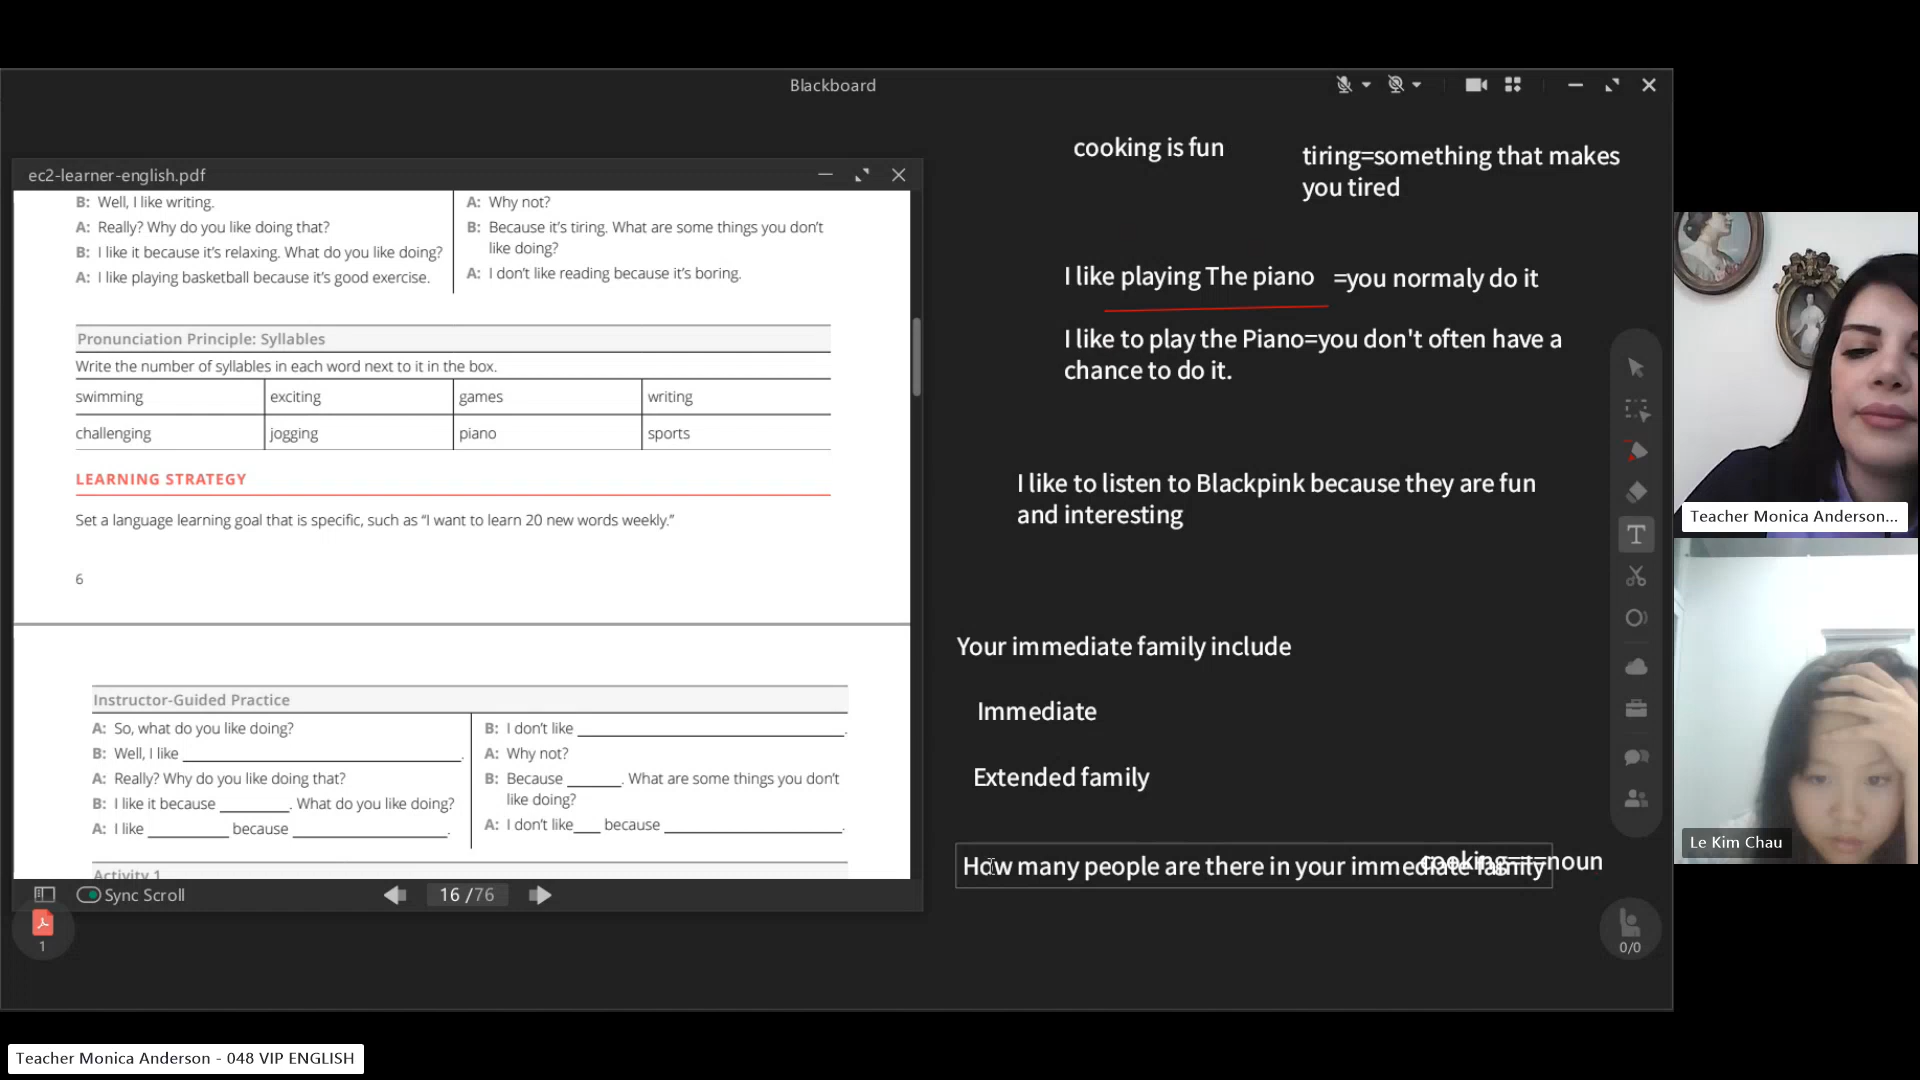 Blackboard
ec2-learner-english.pdf
B: Well, I like writing.
A: Really? Why do you like doing that?
B: I like it because it's relaxing. What do you like doing?
A: I like playing basketball because it's good exercise.
A: Why not?
B: Because it's tiring. What are some things you don't
like doing?
A: I don't like reading because it's boring.
Pronunciation Principle: Syllables
Write the number of syllables in each word next to it in the box.
swimming exciting games writing
challenging jogging piano sports
LEARNING STRATEGY
Set a language learning goal that is specific, such as “I want to learn 20 new words weekly.”
6
Instructor-Guided Practice
A: So, what do you like doing?
B: Well, I like ____.
A: Really? Why do you like doing that?
B: I like it because ____. What do you like doing?
A: I like ____ because ____.
B: I don't like ____.
A: Why not?
B: Because ____. What are some things you don't
like doing?
A: I don't like____ because ____.
Activity 1
Sync Scroll
16 /76
1
cooking is fun
tiring=something that makes
you tired
I like playing The piano =you normaly do it
I like to play the Piano=you don't often have a
chance to do it.
I like to listen to Blackpink because they are fun
and interesting
Your immediate family include
Immediate
Extended family
How many people are there in your immediate family
cooking=it=noun
0/0
Teacher Monica Anderson...
Le Kim Chau
Teacher Monica Anderson - 048 VIP ENGLISH